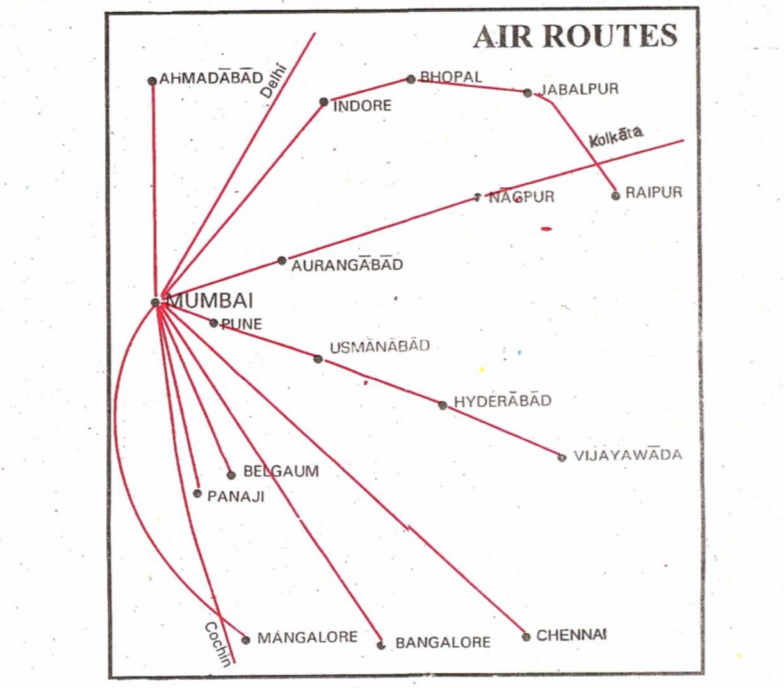 AIR ROUTES
AHMADĀBĀD
Delhi
BHOPAL
INDORE
JABALPUR
Kolkāta
NĀGPUR
RAIPUR
AURANGĀBĀD
MUMBAI
PUNE
USMĀNĀBĀD
HYDERĀBĀD
VIJAYAWĀDA
BELGAUM
PANAJI
Cochin
MANGALORE
BANGALORE
CHENNAI